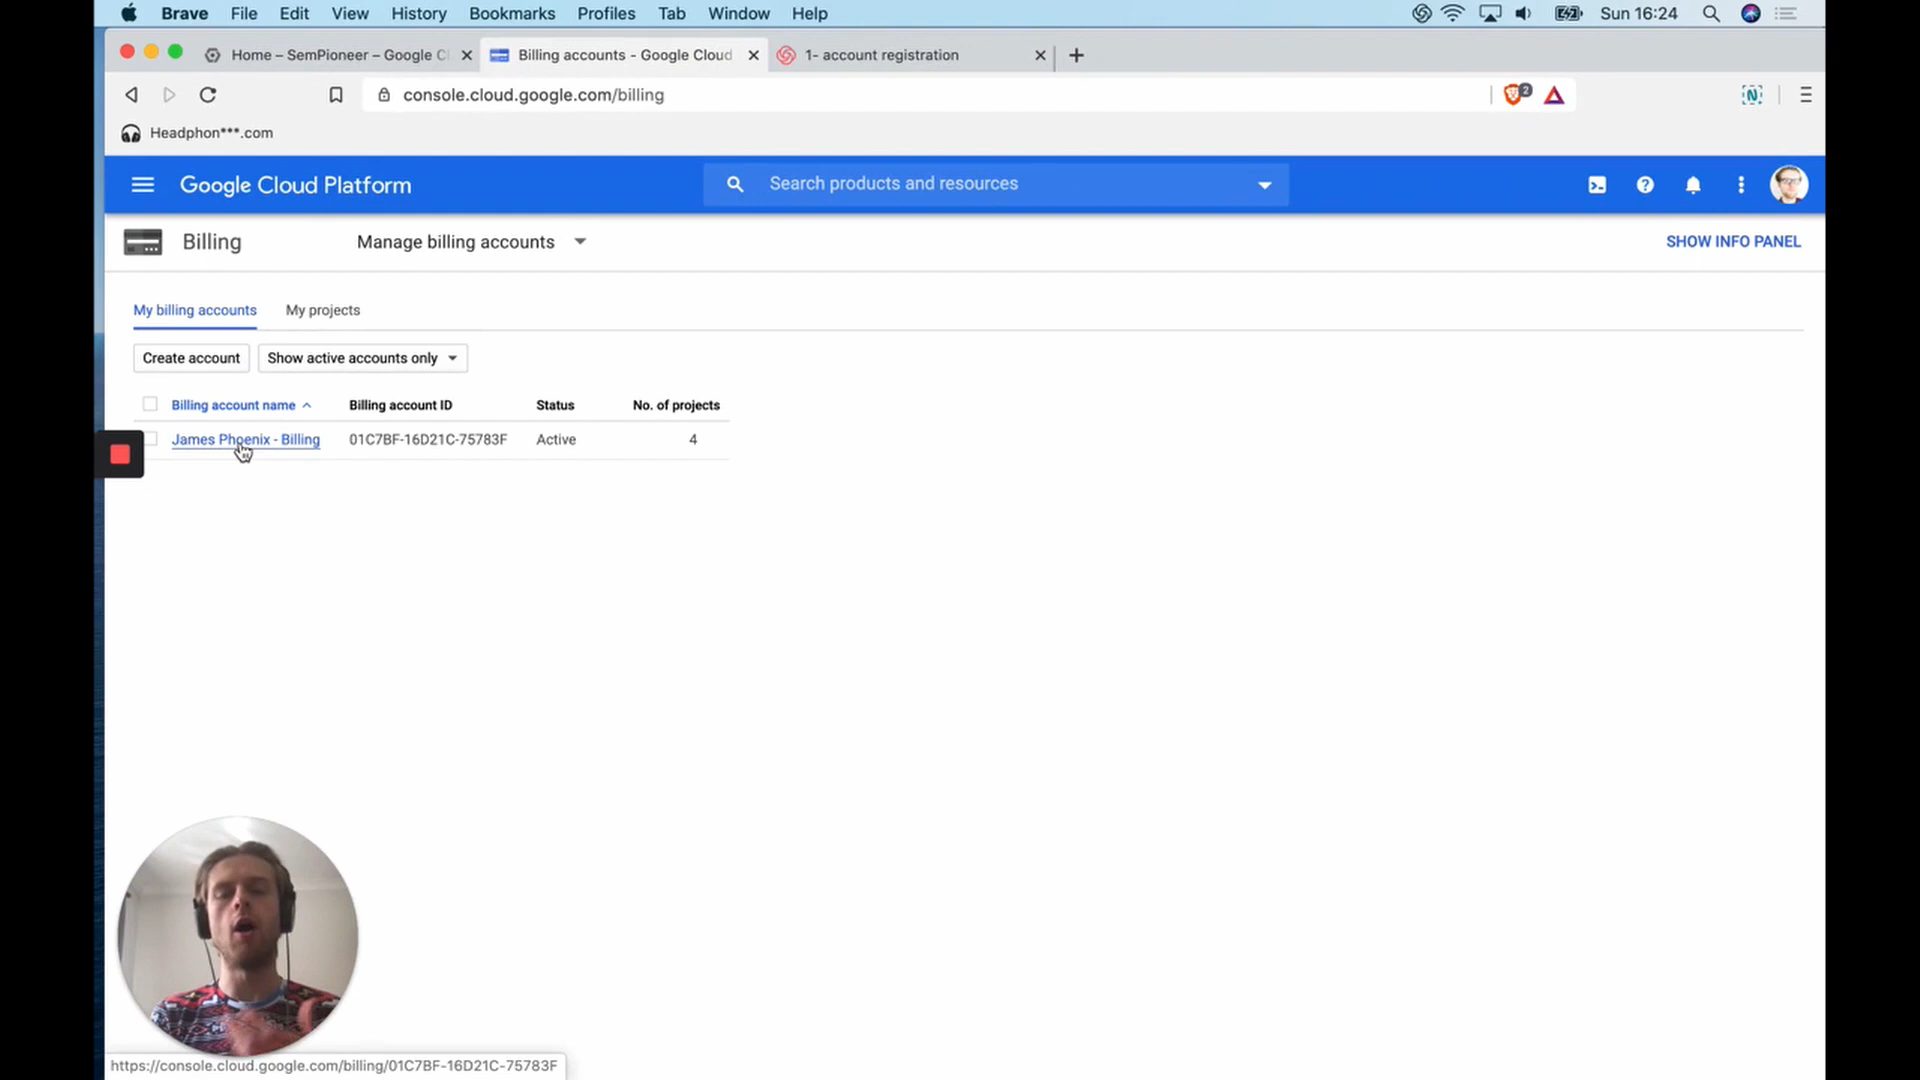 Brave File Edit View History Bookmarks Profiles Tab Window Help Sun 16:24
Home – SemPioneer – Google Cl Billing accounts - Google Cloud 1- account registration
console.cloud.google.com/billing 2
Headphon***.com
Google Cloud Platform Search products and resources
Billing Manage billing accounts SHOW INFO PANEL
My billing accounts My projects
Create account Show active accounts only
Billing account name Billing account ID Status No. of projects
James Phoenix - Billing 01C7BF-16D21C-75783F Active 4
https://console.cloud.google.com/billing/01C7BF-16D21C-75783F